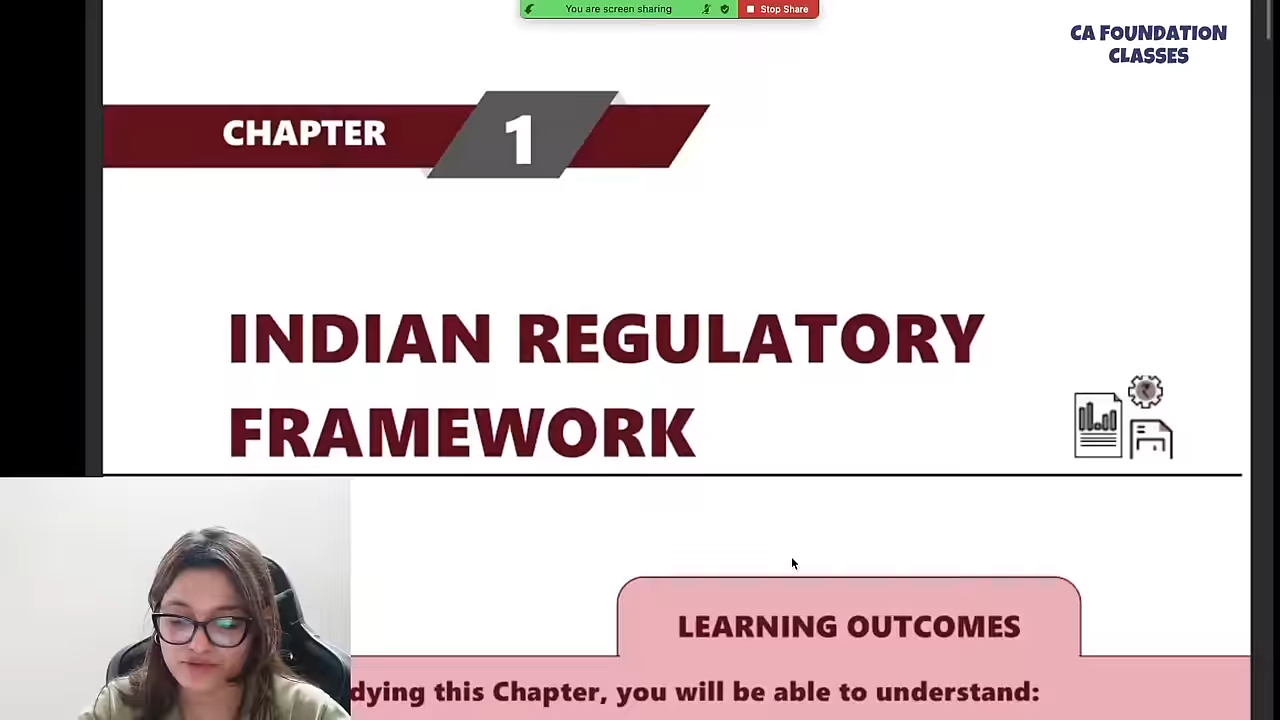 You are screen sharing Stop Share
CA FOUNDATION
CLASSES
CHAPTER 1
INDIAN REGULATORY
FRAMEWORK
LEARNING OUTCOMES
this Chapter, you will be able to understand: